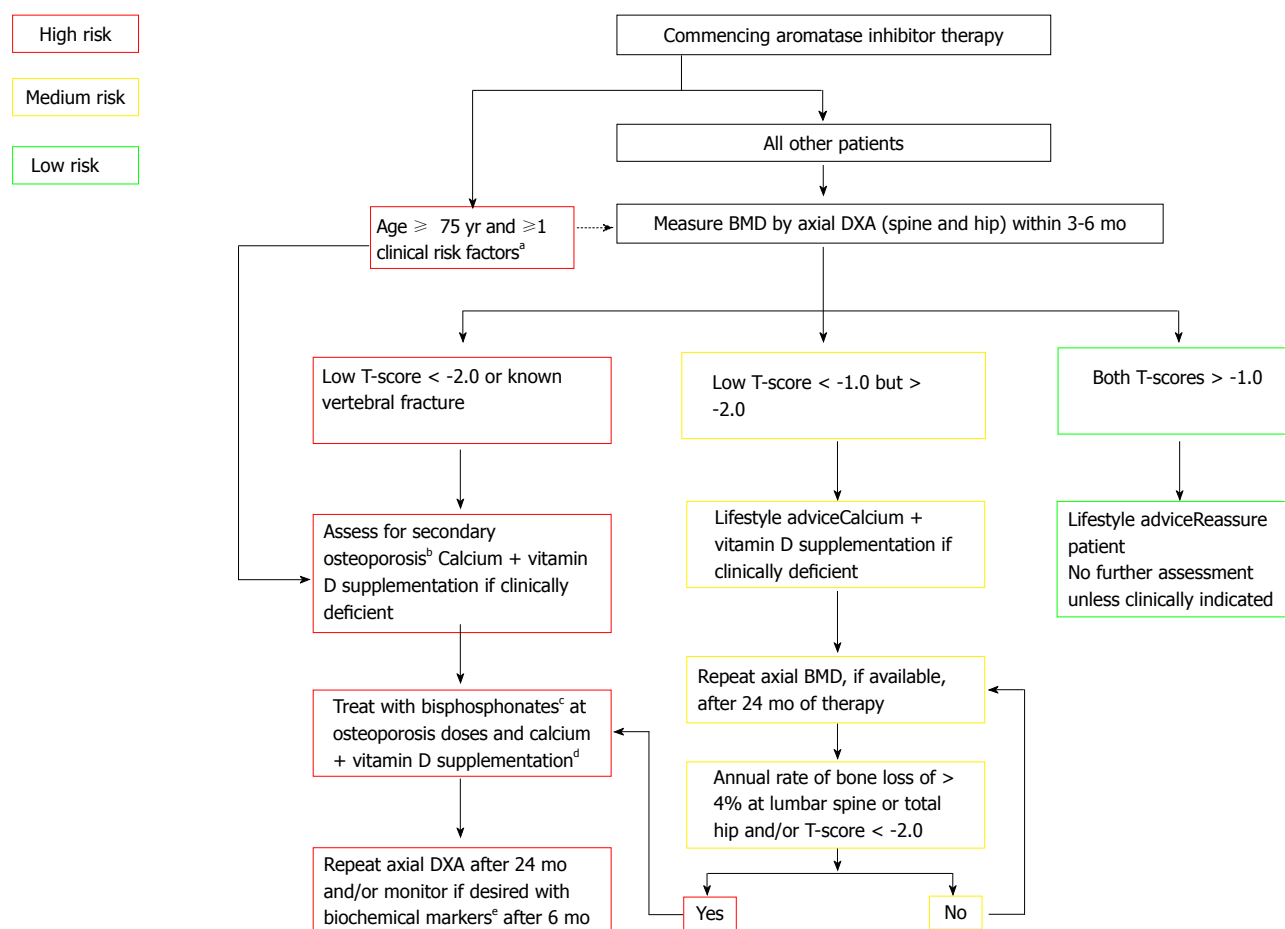 High risk
Medium risk
Low risk
Commencing aromatase inhibitor therapy
All other patients
Age ≥ 75 yr and ≥1
clinical risk factorsᵃ
Measure BMD by axial DXA (spine and hip) within 3-6 mo
Low T-score < -2.0 or known
vertebral fracture
Low T-score < -1.0 but >
-2.0
Both T-scores > -1.0
Assess for secondary
osteoporosisᵇ Calcium + vitamin
D supplementation if clinically
deficient
Lifestyle adviceCalcium +
vitamin D supplementation if
clinically deficient
Lifestyle adviceReassure
patient
No further assessment
unless clinically indicated
Treat with bisphosphonatesᶜ at
osteoporosis doses and calcium
+ vitamin D supplementationᵈ
Repeat axial BMD, if available,
after 24 mo of therapy
Annual rate of bone loss of >
4% at lumbar spine or total
hip and/or T-score < -2.0
Repeat axial DXA after 24 mo
and/or monitor if desired with
biochemical markersᵉ after 6 mo
Yes
No